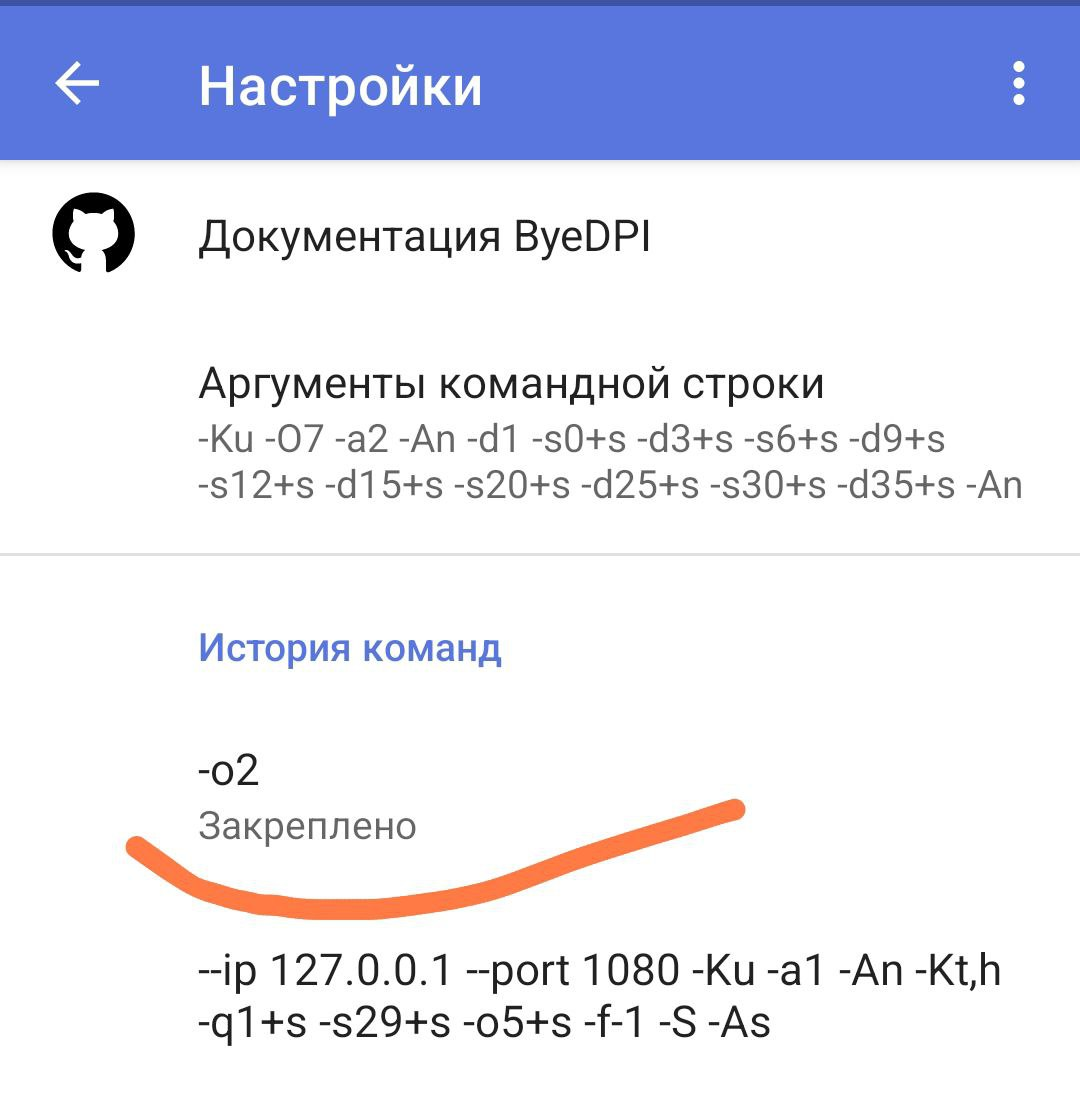 Настройки
Документация ByeDPI
Аргументы командной строки
-Ku -O7 -a2 -An -d1 -s0+s -d3+s -s6+s -d9+s
-s12+s -d15+s -s20+s -d25+s -s30+s -d35+s -An
История команд
-o2
Закреплено
--ip 127.0.0.1 --port 1080 -Ku -a1 -An -Kt,h
-q1+s -s29+s -o5+s -f-1 -S -As